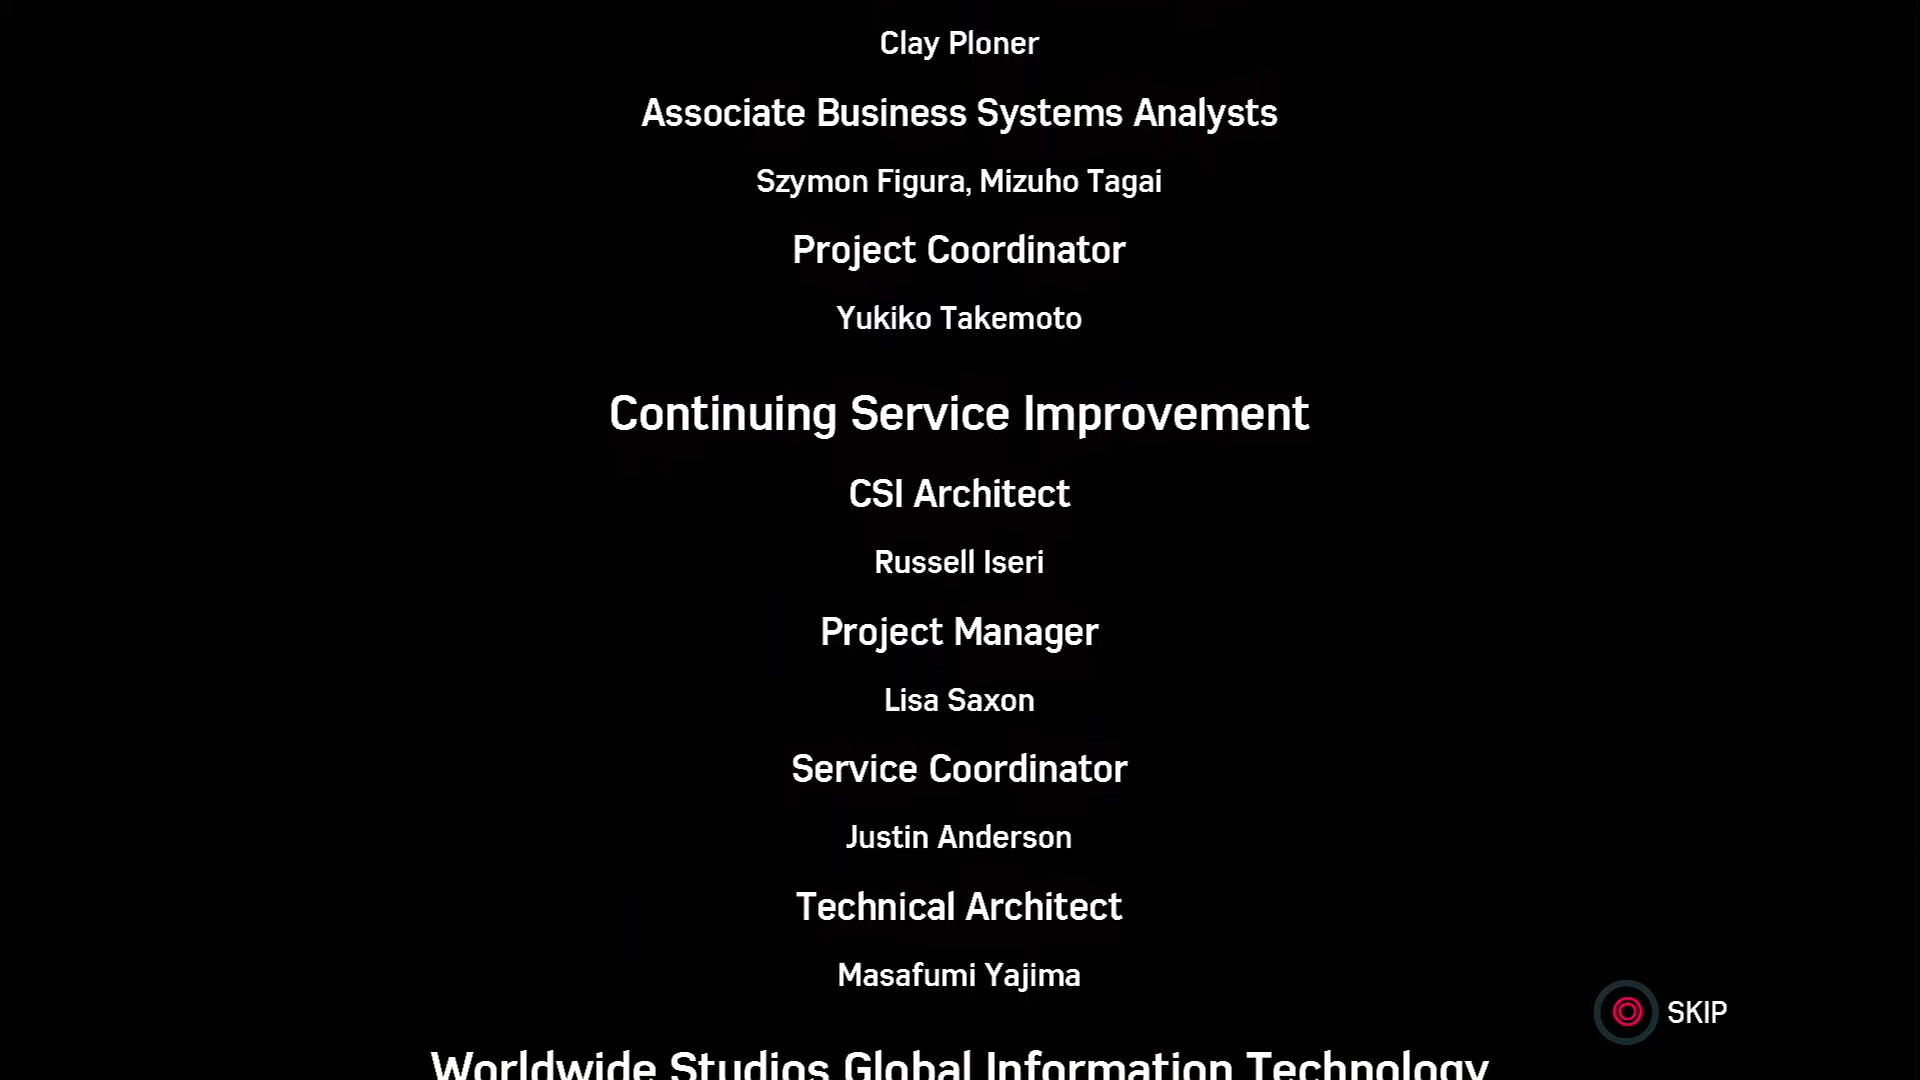 Clay Ploner
Associate Business Systems Analysts
Szymon Figura, Mizuho Tagai
Project Coordinator
Yukiko Takemoto
Continuing Service Improvement
CSI Architect
Russell Iseri
Project Manager
Lisa Saxon
Service Coordinator
Justin Anderson
Technical Architect
Masafumi Yajima
SKIP
Worldwide Studios Global Information Technology